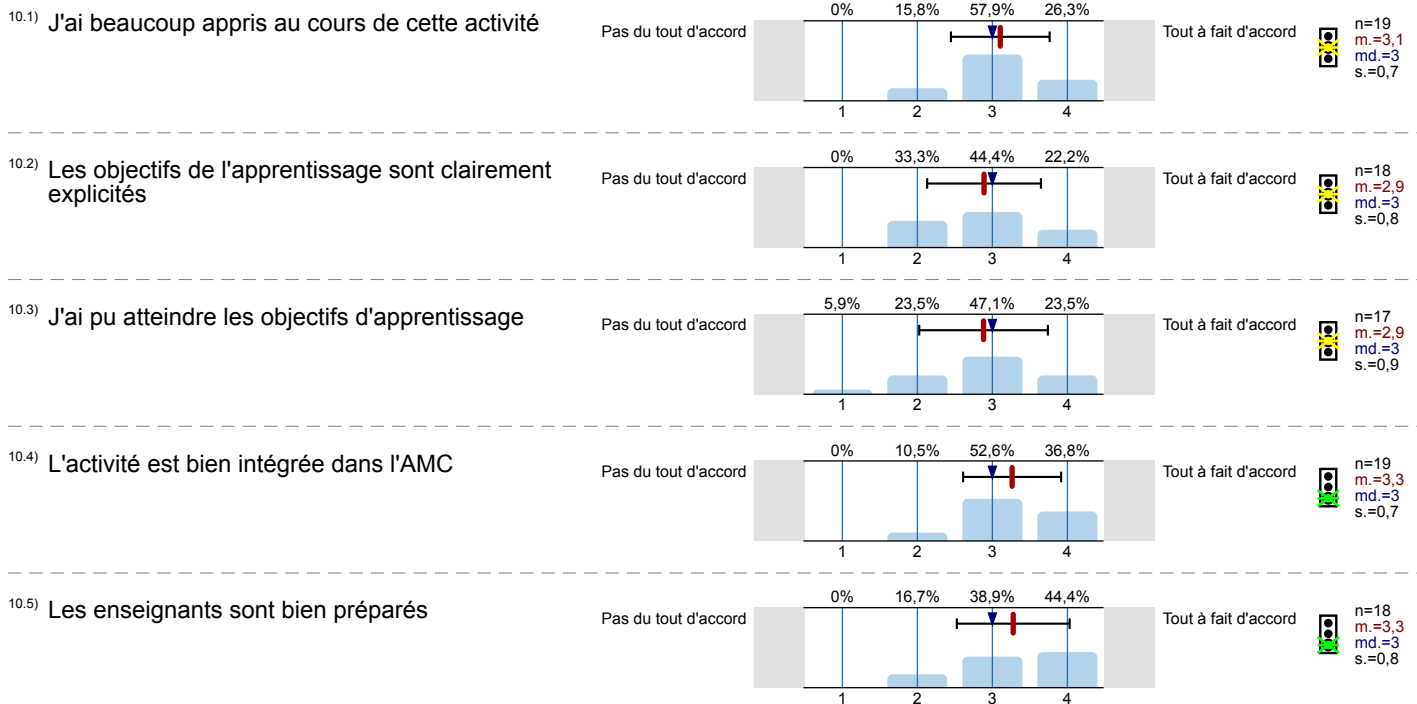 10.1) J'ai beaucoup appris au cours de cette activité
0% 15,8% 57,9% 26,3%
Pas du tout d'accord
Tout à fait d'accord
1 2 3 4
n=19
m.=3,1
md.=3
s.=0,7
10.2) Les objectifs de l'apprentissage sont clairement
explicités
0% 33,3% 44,4% 22,2%
Pas du tout d'accord
Tout à fait d'accord
1 2 3 4
n=18
m.=2,9
md.=3
s.=0,8
10.3) J'ai pu atteindre les objectifs d'apprentissage
5,9% 23,5% 47,1% 23,5%
Pas du tout d'accord
Tout à fait d'accord
1 2 3 4
n=17
m.=2,9
md.=3
s.=0,9
10.4) L'activité est bien intégrée dans l'AMC
0% 10,5% 52,6% 36,8%
Pas du tout d'accord
Tout à fait d'accord
1 2 3 4
n=19
m.=3,3
md.=3
s.=0,7
10.5) Les enseignants sont bien préparés
0% 16,7% 38,9% 44,4%
Pas du tout d'accord
Tout à fait d'accord
1 2 3 4
n=18
m.=3,3
md.=3
s.=0,8